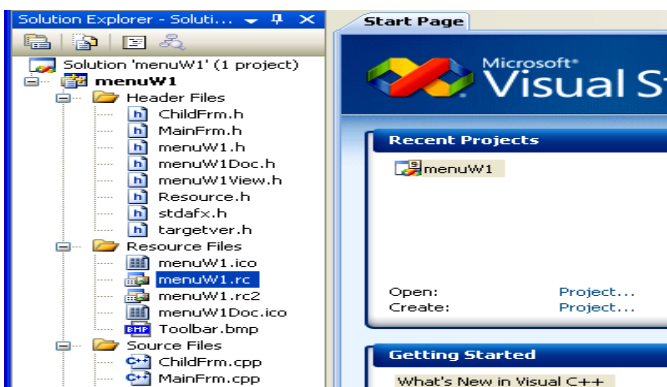 Solution Explorer - Soluti...
Solution 'menuW1' (1 project)
menuW1
Header Files
ChildFrm.h
MainFrm.h
menuW1.h
menuW1Doc.h
menuW1View.h
Resource.h
stdafx.h
targetver.h
Resource Files
menuW1.ico
menuW1.rc
menuW1.rc2
menuW1Doc.ico
Toolbar.bmp
Source Files
ChildFrm.cpp
MainFrm.cpp
Start Page
Microsoft®
Visual S
Recent Projects
menuW1
Open: Project...
Create: Project...
Getting Started
What's New in Visual C++